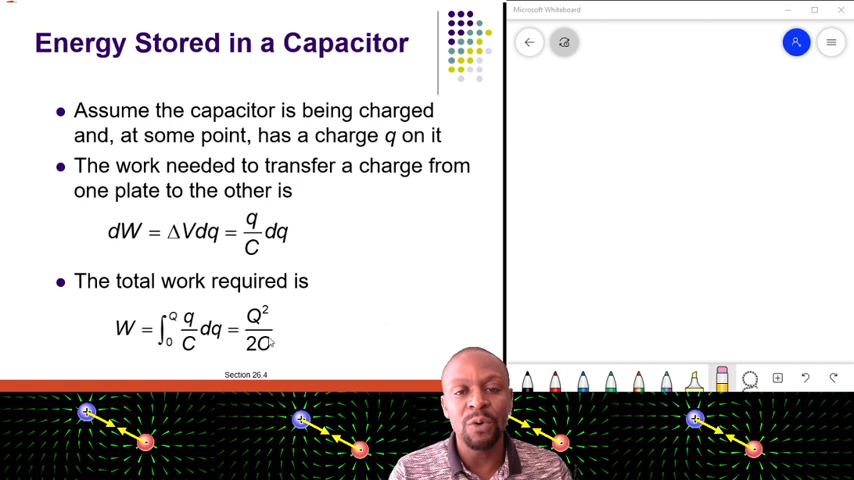 Energy Stored in a Capacitor
Assume the capacitor is being charged
and, at some point, has a charge q on it
The work needed to transfer a charge from
one plate to the other is
dW = ΔVdq = q/C dq
The total work required is
W = ∫₀^Q q/C dq = Q²/2C
Section 26.4
Microsoft Whiteboard